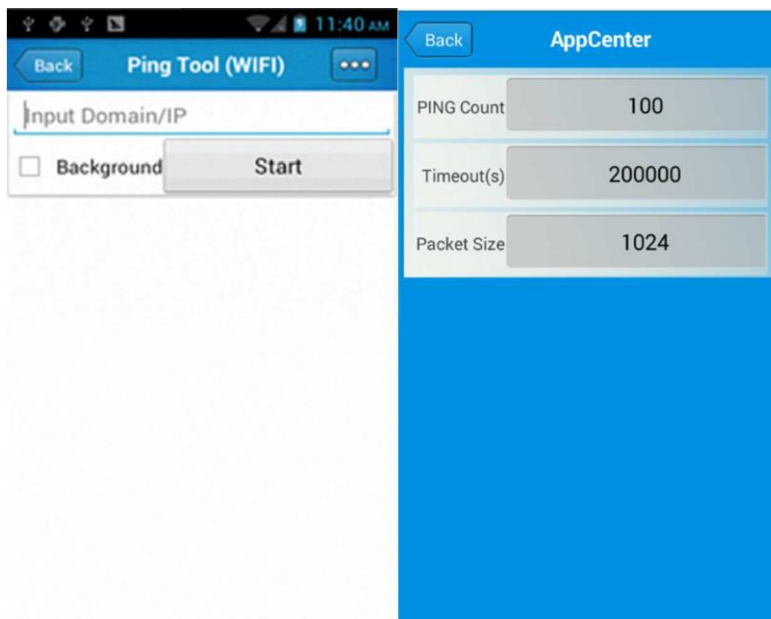 11:40 AM
Back
Ping Tool (WIFI)
Input Domain/IP
Background
Start
Back
AppCenter
PING Count
100
Timeout(s)
200000
Packet Size
1024